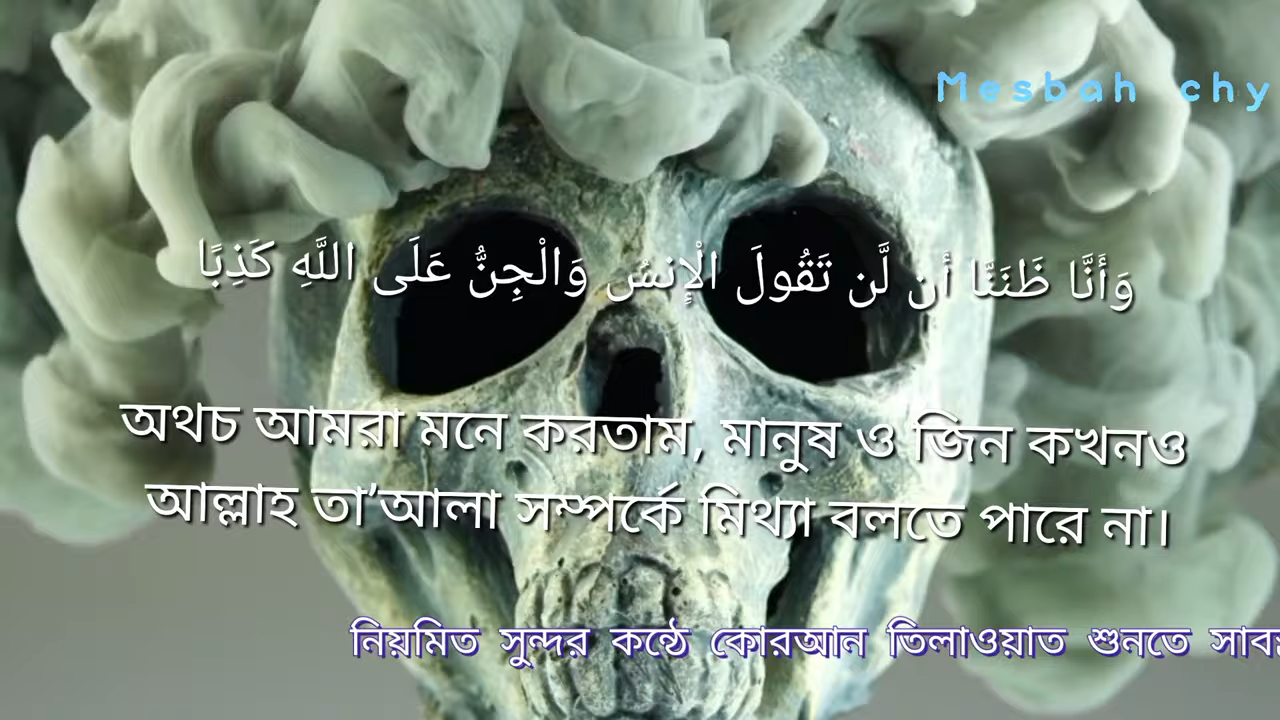 Mesbah chy
وَأَنَّا ظَنَنَّا أَن لَّن تَقُولَ الْإِنسُ وَالْجِنُّ عَلَى اللَّهِ كَذِبًا
অথচ আমরা মনে করতাম, মানুষ ও জিন কখনও
আল্লাহ তা’আলা সম্পর্কে মিথ্যা বলতে পারে না।
নিয়মিত সুন্দর কন্ঠে কোরআন তিলাওয়াত শুনতে